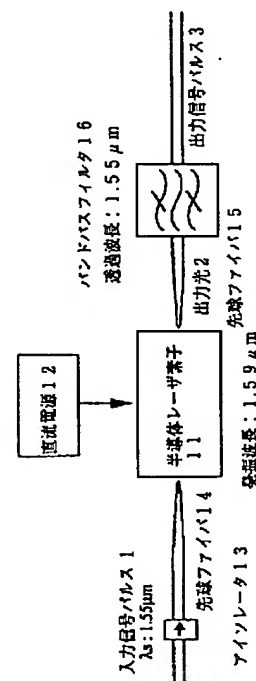 入力信号パルス1
λs:1.55μm
アイソレータ13
先球ファイバ14
直流電源12
半導体レーザ素子
11
発振波長:1.59μm
出力光2
先球ファイバ15
バンドパスフィルタ16
透過波長:1.55μm
出力信号パルス3